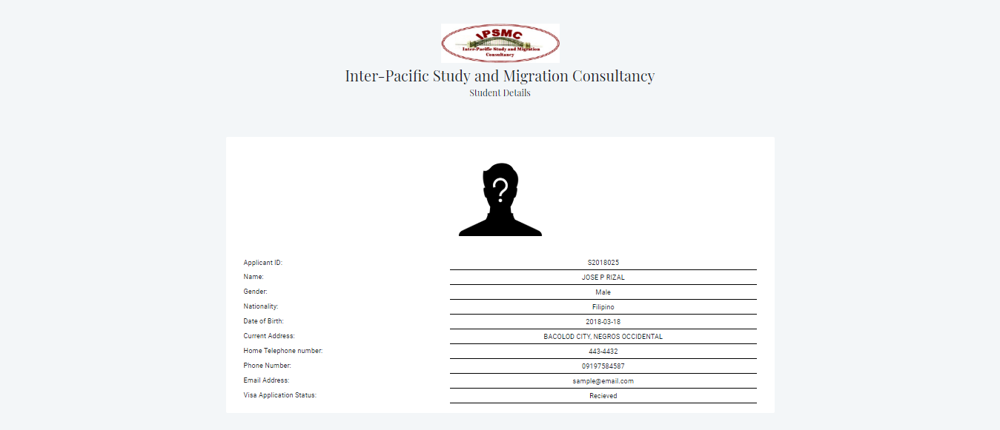 IPSMC
Inter-Pacific Study and Migration
Consultancy
Inter-Pacific Study and Migration Consultancy
Student Details
?
Applicant ID: S2018025
Name: JOSE P RIZAL
Gender: Male
Nationality: Filipino
Date of Birth: 2018-03-18
Current Address: BACOLOD CITY, NEGROS OCCIDENTAL
Home Telephone number: 443-4432
Phone Number: 09197584587
Email Address: sample@email.com
Visa Application Status: Recieved